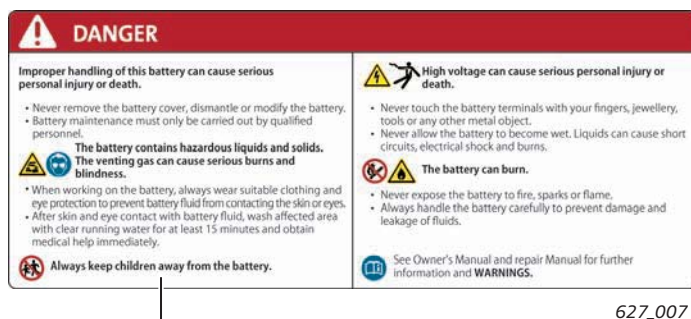 DANGER
Improper handling of this battery can cause serious
personal injury or death.
• Never remove the battery cover, dismantle or modify the battery.
• Battery maintenance must only be carried out by qualified
personnel.
The battery contains hazardous liquids and solids.
The venting gas can cause serious burns and
blindness.
• When working on the battery, always wear suitable clothing and
eye protection to prevent battery fluid from contacting the skin or eyes.
• After skin and eye contact with battery fluid, wash affected area
with clear running water for at least 15 minutes and obtain
medical help immediately.
Always keep children away from the battery.
High voltage can cause serious personal injury or
death.
• Never touch the battery terminals with your fingers, jewellery,
tools or any other metal object.
• Never allow the battery to become wet. Liquids can cause short
circuits, electrical shock and burns.
The battery can burn.
• Never expose the battery to fire, sparks or flame.
• Always handle the battery carefully to prevent damage and
leakage of fluids.
See Owner's Manual and repair Manual for further
information and WARNINGS.
627_007